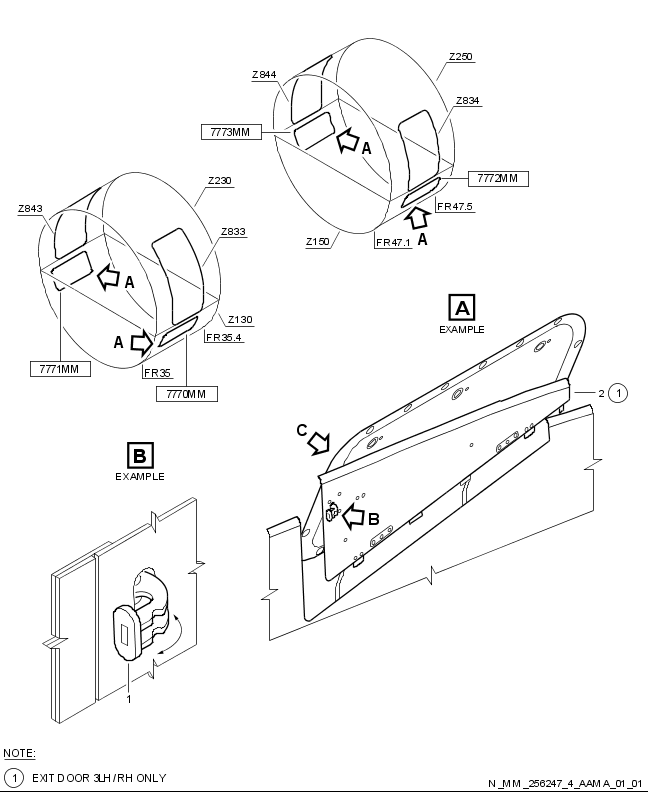 Z250
Z844
Z834
7773MM
A
7772MM
FR47.5
Z150
FR47.1
A
Z230
Z843
Z833
A
Z130
A
FR35.4
7771MM
FR35
7770MM
A
EXAMPLE
2 1
C
B
B
EXAMPLE
1
NOTE:
1 EXIT DOOR 3LH/RH ONLY
N_MM_256247_4_AAMA_01_01